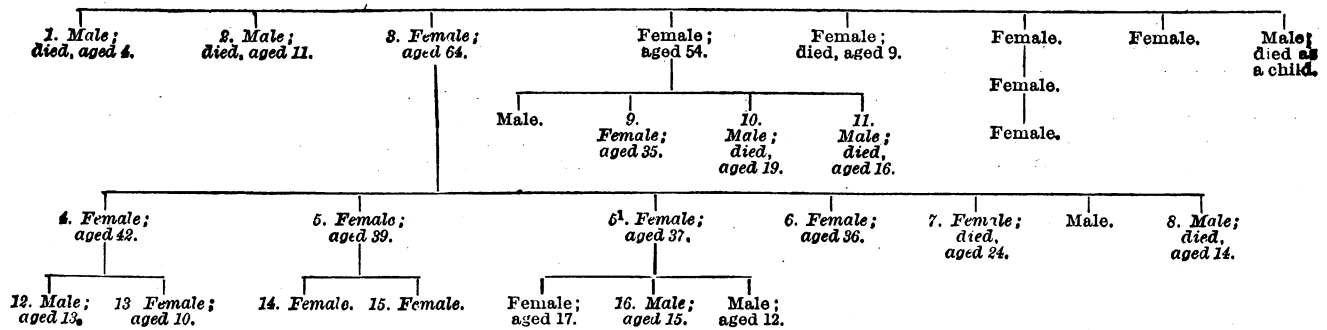 1. Male; 2. Male; 3. Female; Female; Female; Female. Female. Male;
died, aged 4. died, aged 11. aged 64. aged 54. died, aged 9. died as
a child.
Female.
Male. 9. 10. 11.
Female; Male; Male;
aged 35. died, died,
aged 19. aged 16.
Female.
4. Female; 5. Female; 5¹. Female; 6. Female; 7. Female; Male. 8. Male;
aged 42. aged 39. aged 37. aged 36. died, died,
aged 24. aged 14.
12. Male; 13 Female; 14. Female. 15. Female. Female; 16. Male; Male;
aged 13. aged 10. aged 17. aged 15. aged 12.